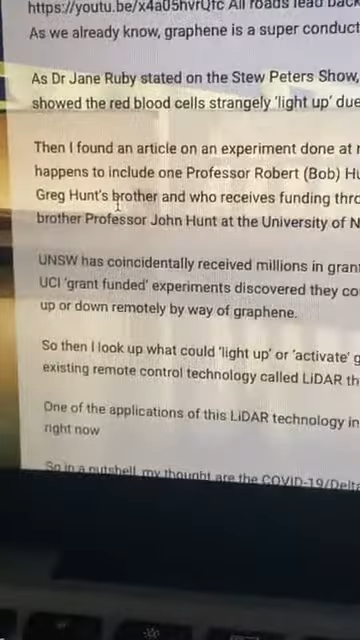 https://youtu.be/x4a05hvrQfc All roads lead back
As we already know, graphene is a super conduct
As Dr Jane Ruby stated on the Stew Peters Show,
showed the red blood cells strangely 'light up' due
Then I found an article on an experiment done at
happens to include one Professor Robert (Bob) Hu
Greg Hunt's brother and who receives funding thro
brother Professor John Hunt at the University of N
UNSW has coincidentally received millions in gran
UCI 'grant funded' experiments discovered they co
up or down remotely by way of graphene.
So then I look up what could 'light up' or 'activate' g
existing remote control technology called LiDAR th
One of the applications of this LiDAR technology in
right now
So in a nutshell, my thought are the COVID-19/Delta